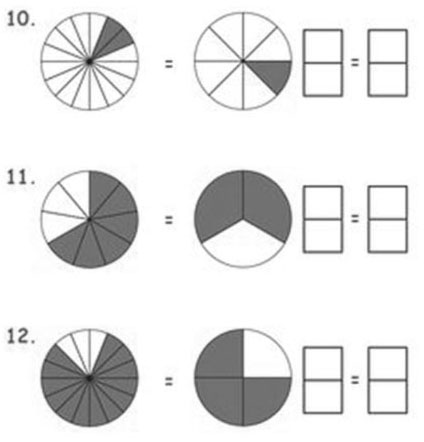 10. = =
11. = =
12. = =